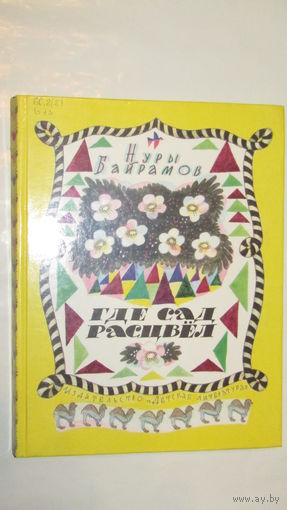 Нуры
Байрамов
ГДЕ САД
РАСЦВЁЛ
Издательство «Детская литература»
www.ay.by